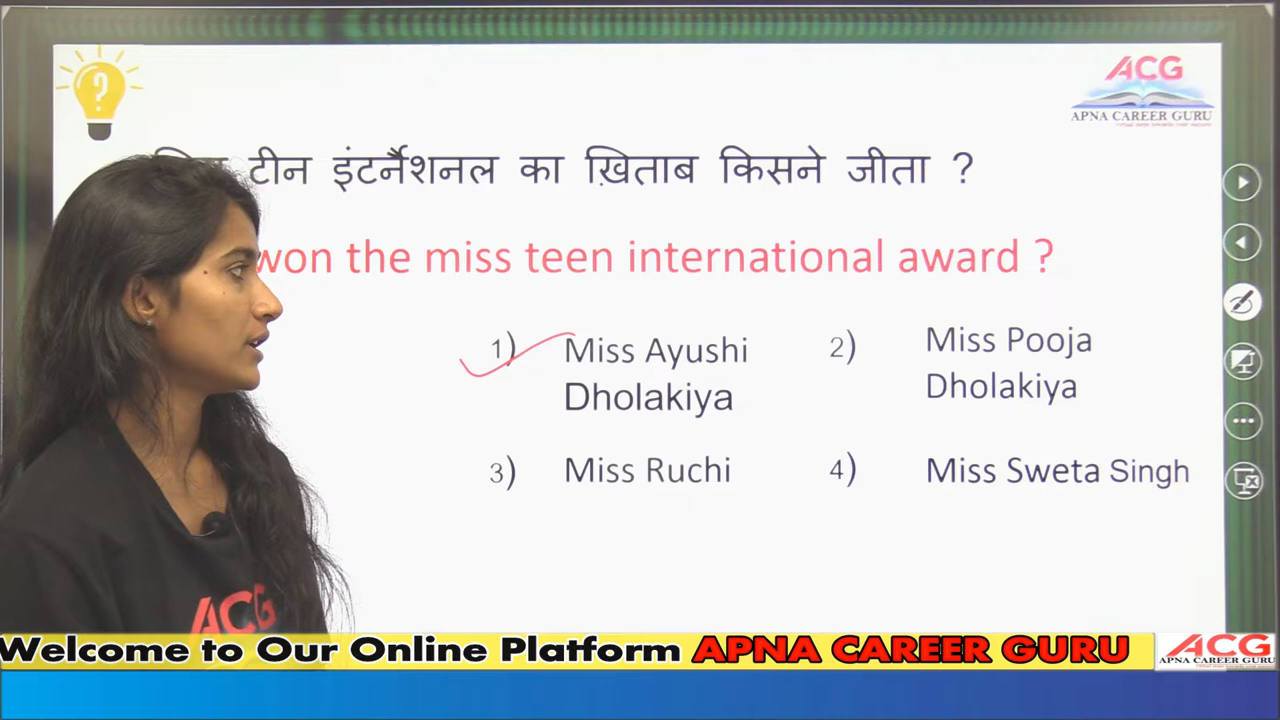 ACG
APNA CAREER GURU
टीन इंटर्नैशनल का ख़िताब किसने जीता ?
won the miss teen international award ?
1) Miss Ayushi
Dholakiya
2) Miss Pooja
Dholakiya
3) Miss Ruchi
4) Miss Sweta Singh
ACG
Welcome to Our Online Platform APNA CAREER GURU
ACG
APNA CAREER GURU